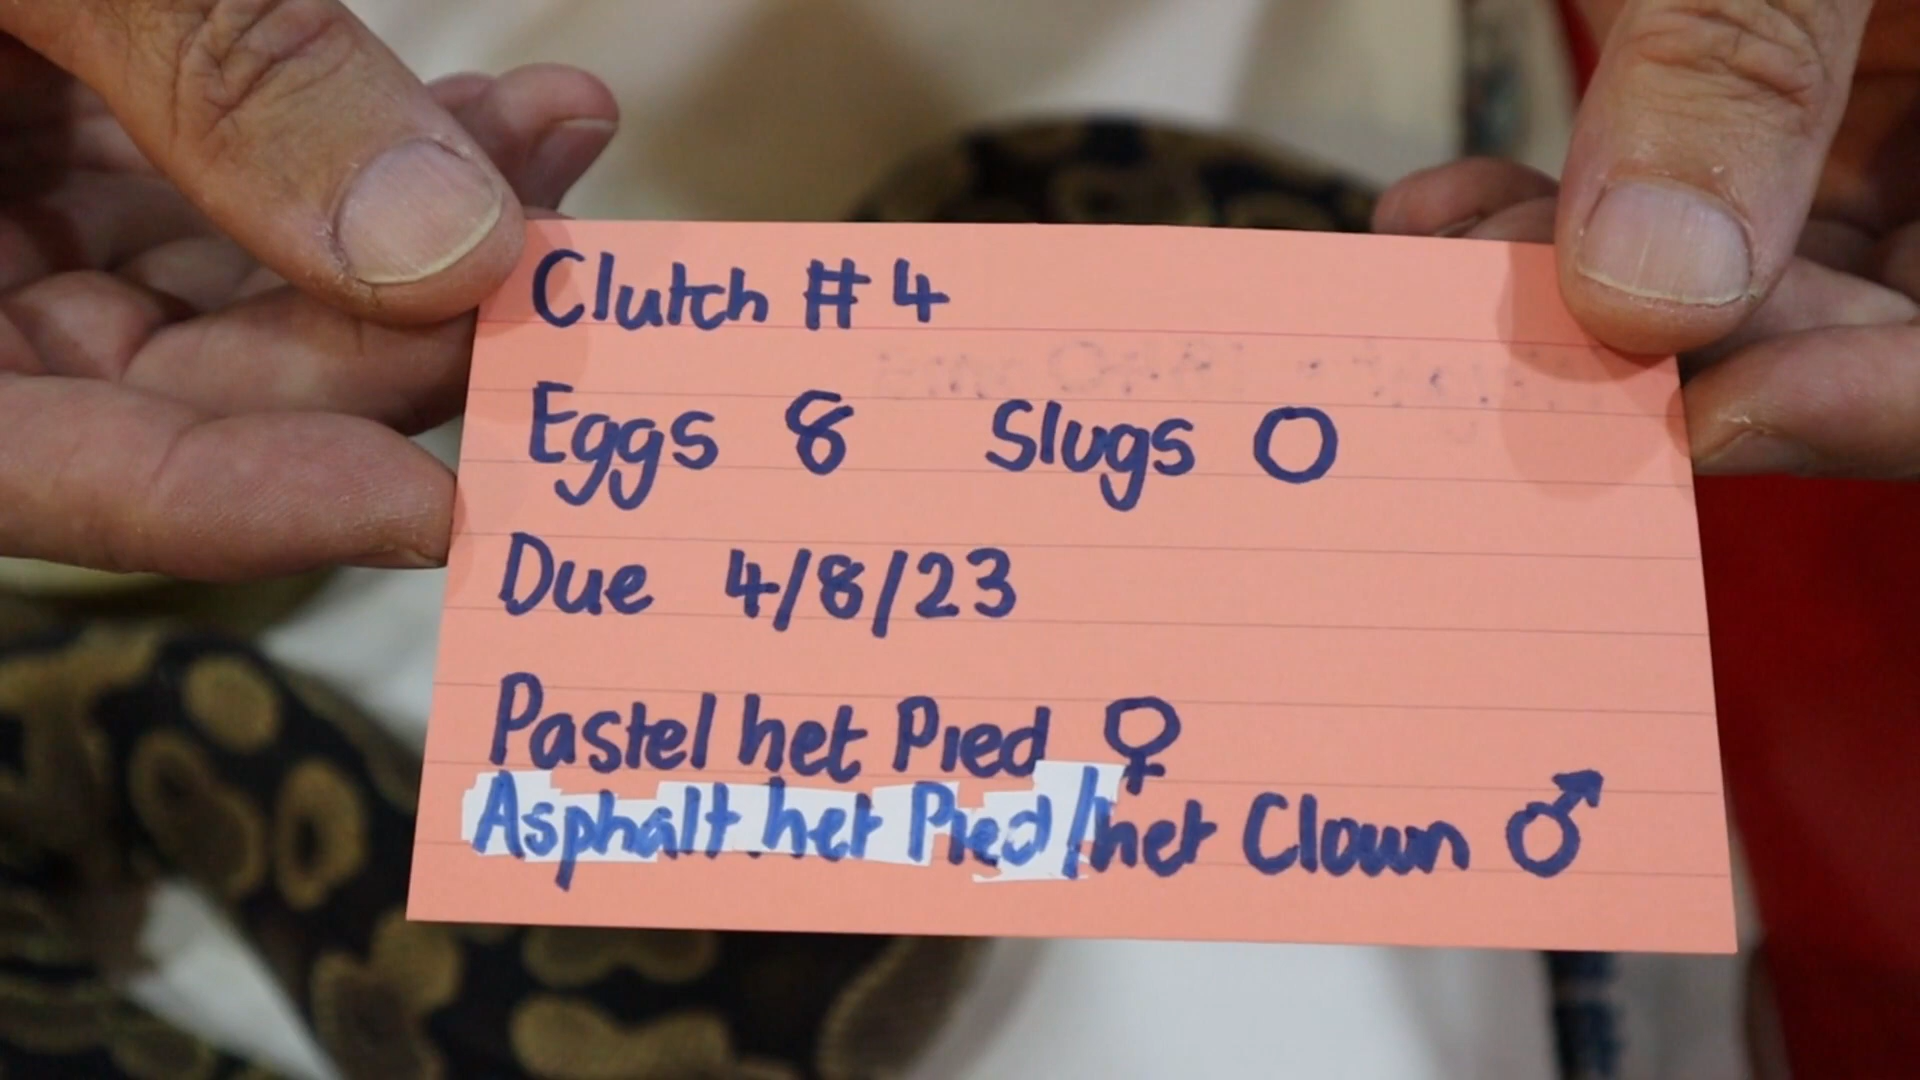 Clutch #4
Eggs 8 Slugs 0
Due 4/8/23
Pastel het Pied ♀
Asphalt het Pied/het Clown ♂